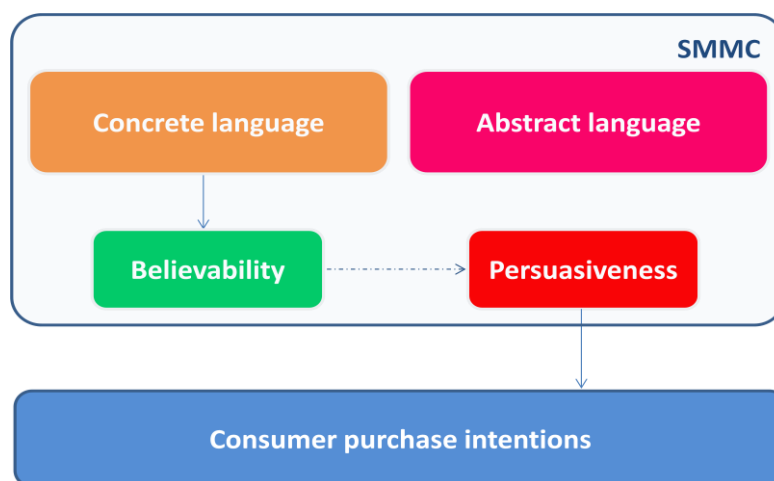 SMMC
Concrete language
Abstract language
Believability
Persuasiveness
Consumer purchase intentions